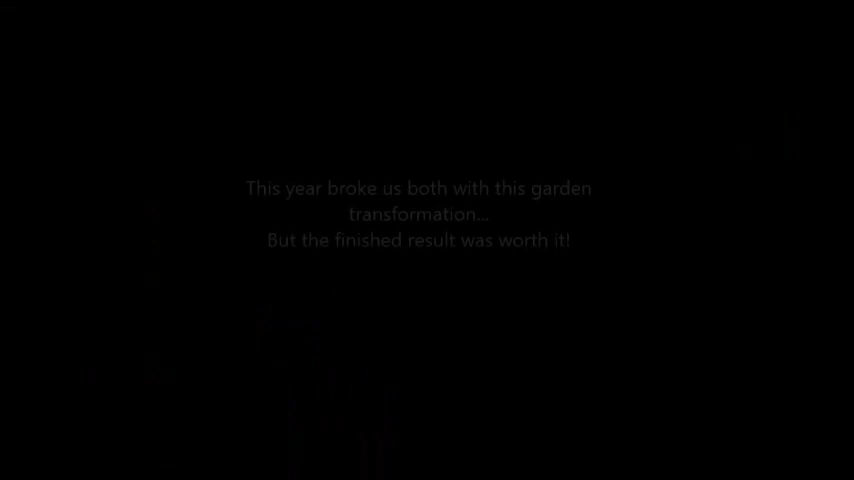 This year broke us both with this garden
transformation...
But the finished result was worth it!